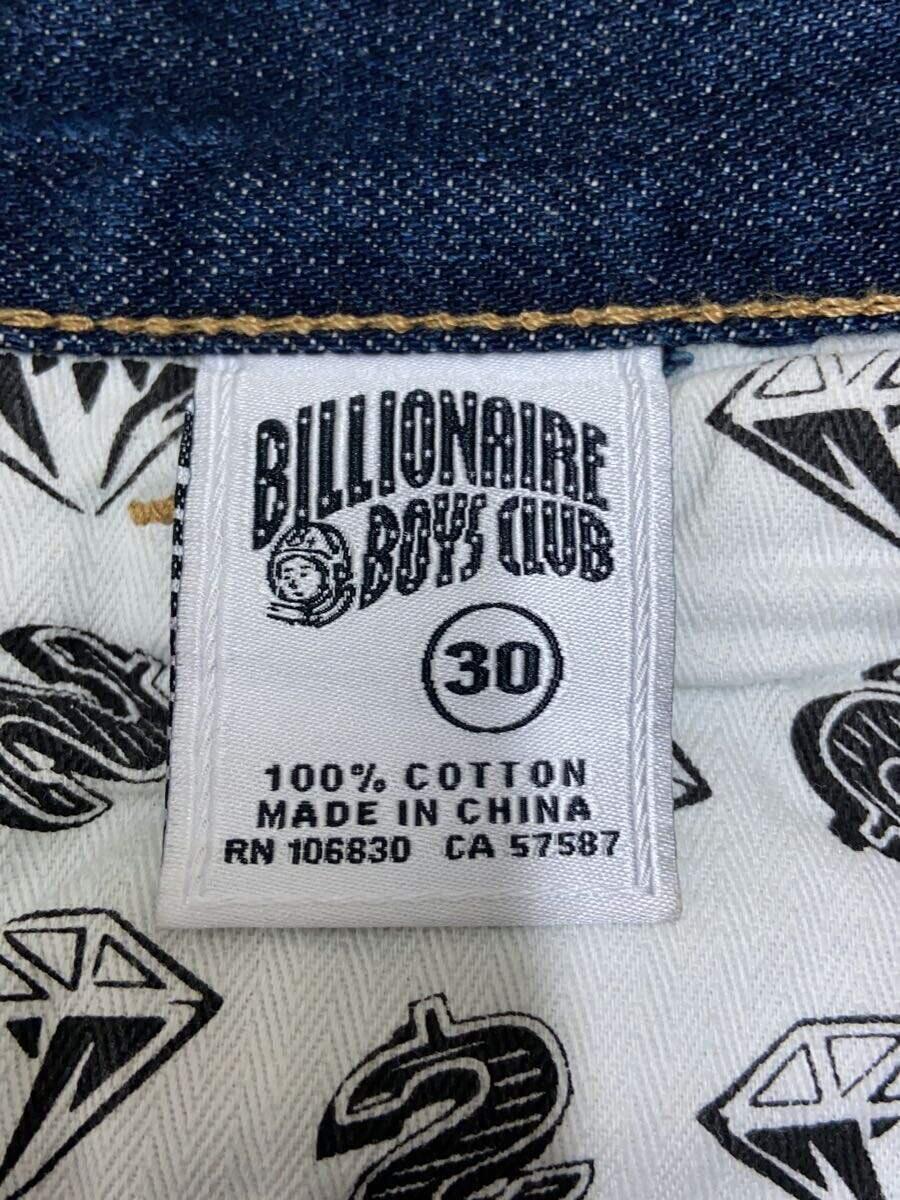 BILLIONAIRE
BOYS CLUB
30
100% COTTON
MADE IN CHINA
RN 106830 CA 57587